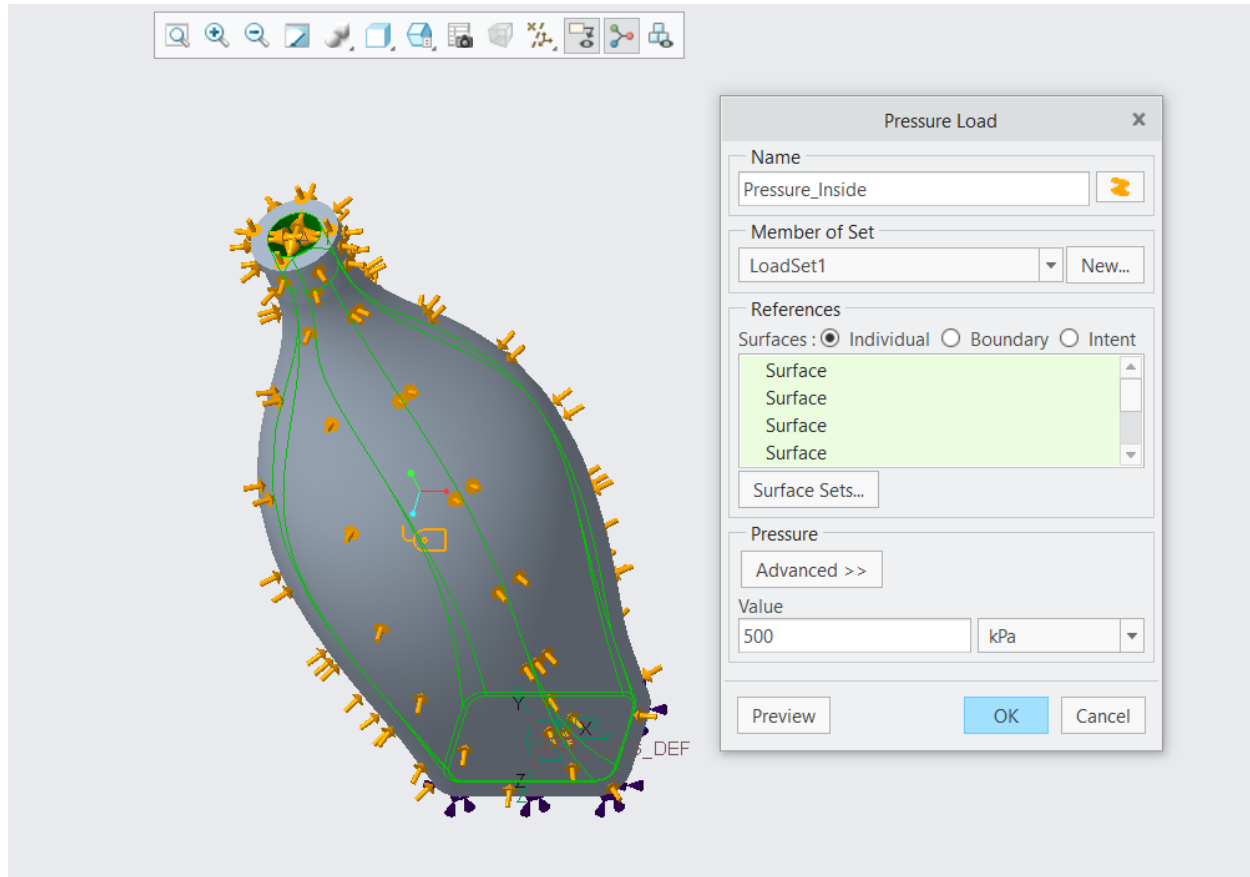 Pressure Load
Name
Pressure_Inside
Member of Set
LoadSet1
New...
References
Surfaces :
Individual
Boundary
Intent
Surface
Surface
Surface
Surface
Surface Sets...
Pressure
Advanced >>
Value
500
kPa
Preview
OK
Cancel
Y
X
_DEF
Z